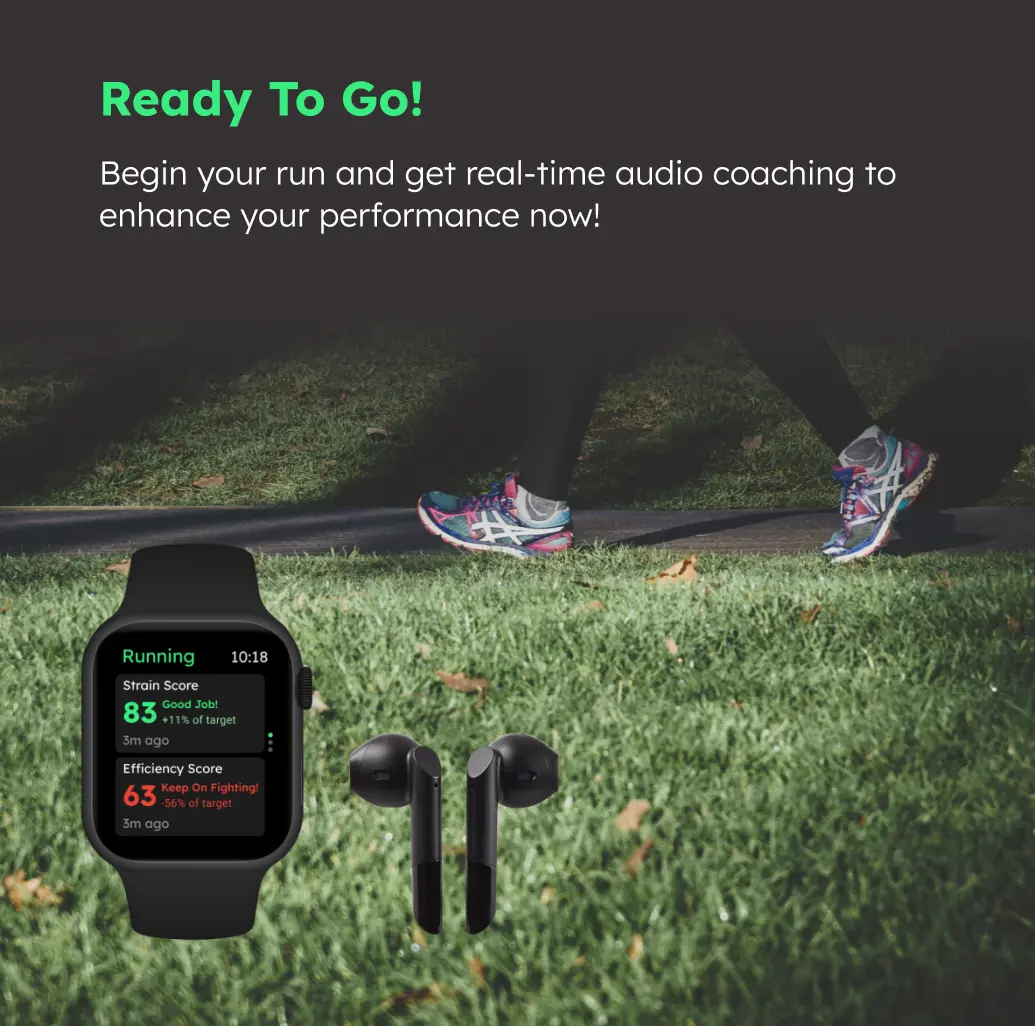 Ready To Go!
Begin your run and get real-time audio coaching to
enhance your performance now!
Running 10:18
Strain Score
83 Good Job!
+11% of target
3m ago
Efficiency Score
63 Keep On Fighting!
-56% of target
3m ago